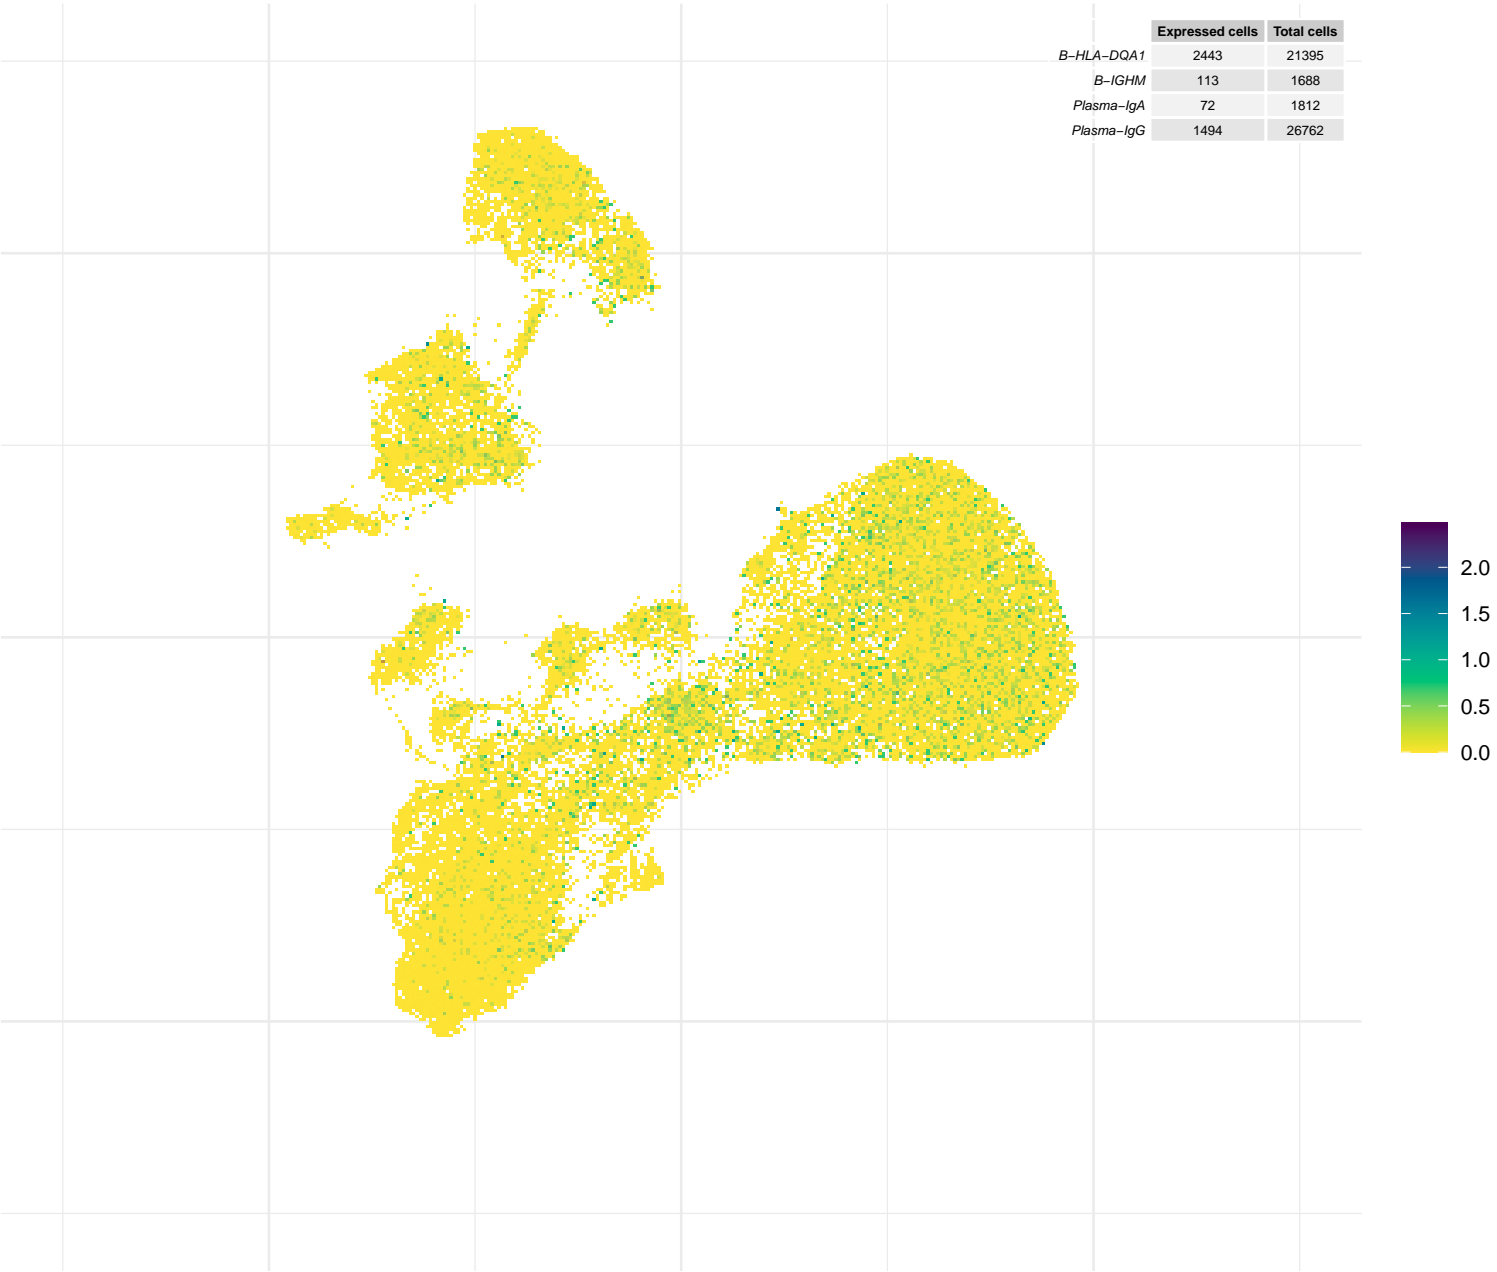 Expressed cells Total cells
B−HLA−DQA1 2443 21395
B−IGHM 113 1688
Plasma−IgA 72 1812
Plasma−IgG 1494 26762
2.0
1.5
1.0
0.5
0.0